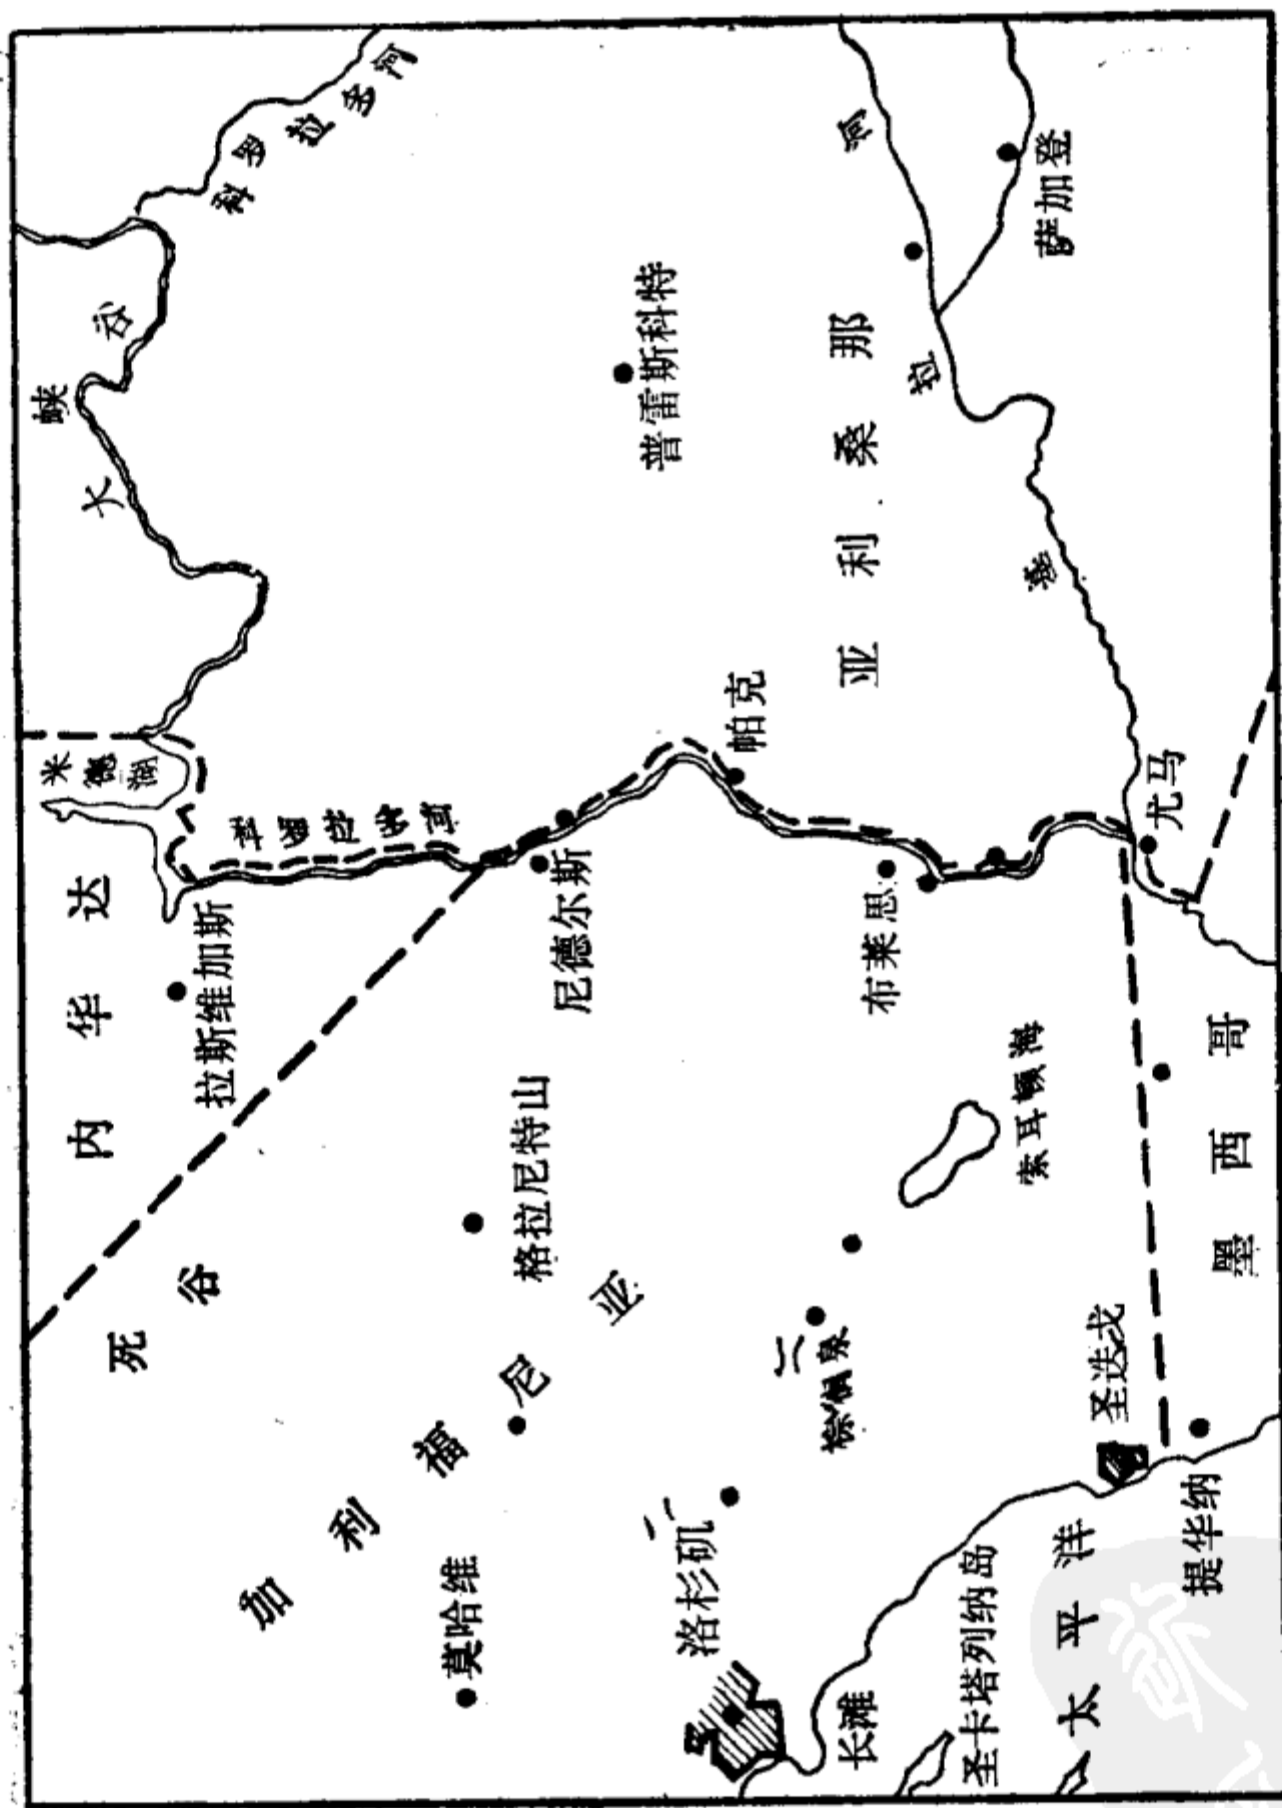 内华达
米德湖
大峡谷
科罗拉多河
死谷
拉斯维加斯
科罗拉多河
加利福尼亚
莫哈维
格拉尼特山
尼德尔斯
帕克
普雷斯科特
亚利桑那
洛杉矶
棕榈泉
布莱思
拉
河
长滩
索耳顿海
萨加登
圣卡塔列纳岛
太平洋
圣迭戈
尤马
提华纳
墨西哥